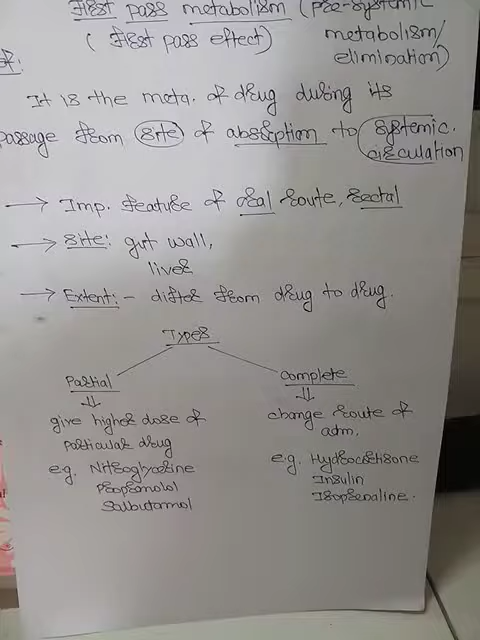 First pass metabolism (pre-systemic
( First pass effect) metabolism/
elimination)
It is the meta. of drug during its
passage from site of absorption to systemic.
circulation
→ Imp. feature of oral route, rectal
→ site: gut wall,
liver
→ Extent:- differ from drug to drug.
Types
Partial
⇓
give higher dose of
particular drug
e.g. Nitroglycerine
Propranolol
Salbutamol
Complete
⇓
change route of
adm.
e.g. Hydrocortisone
Insulin
Isoprenaline.